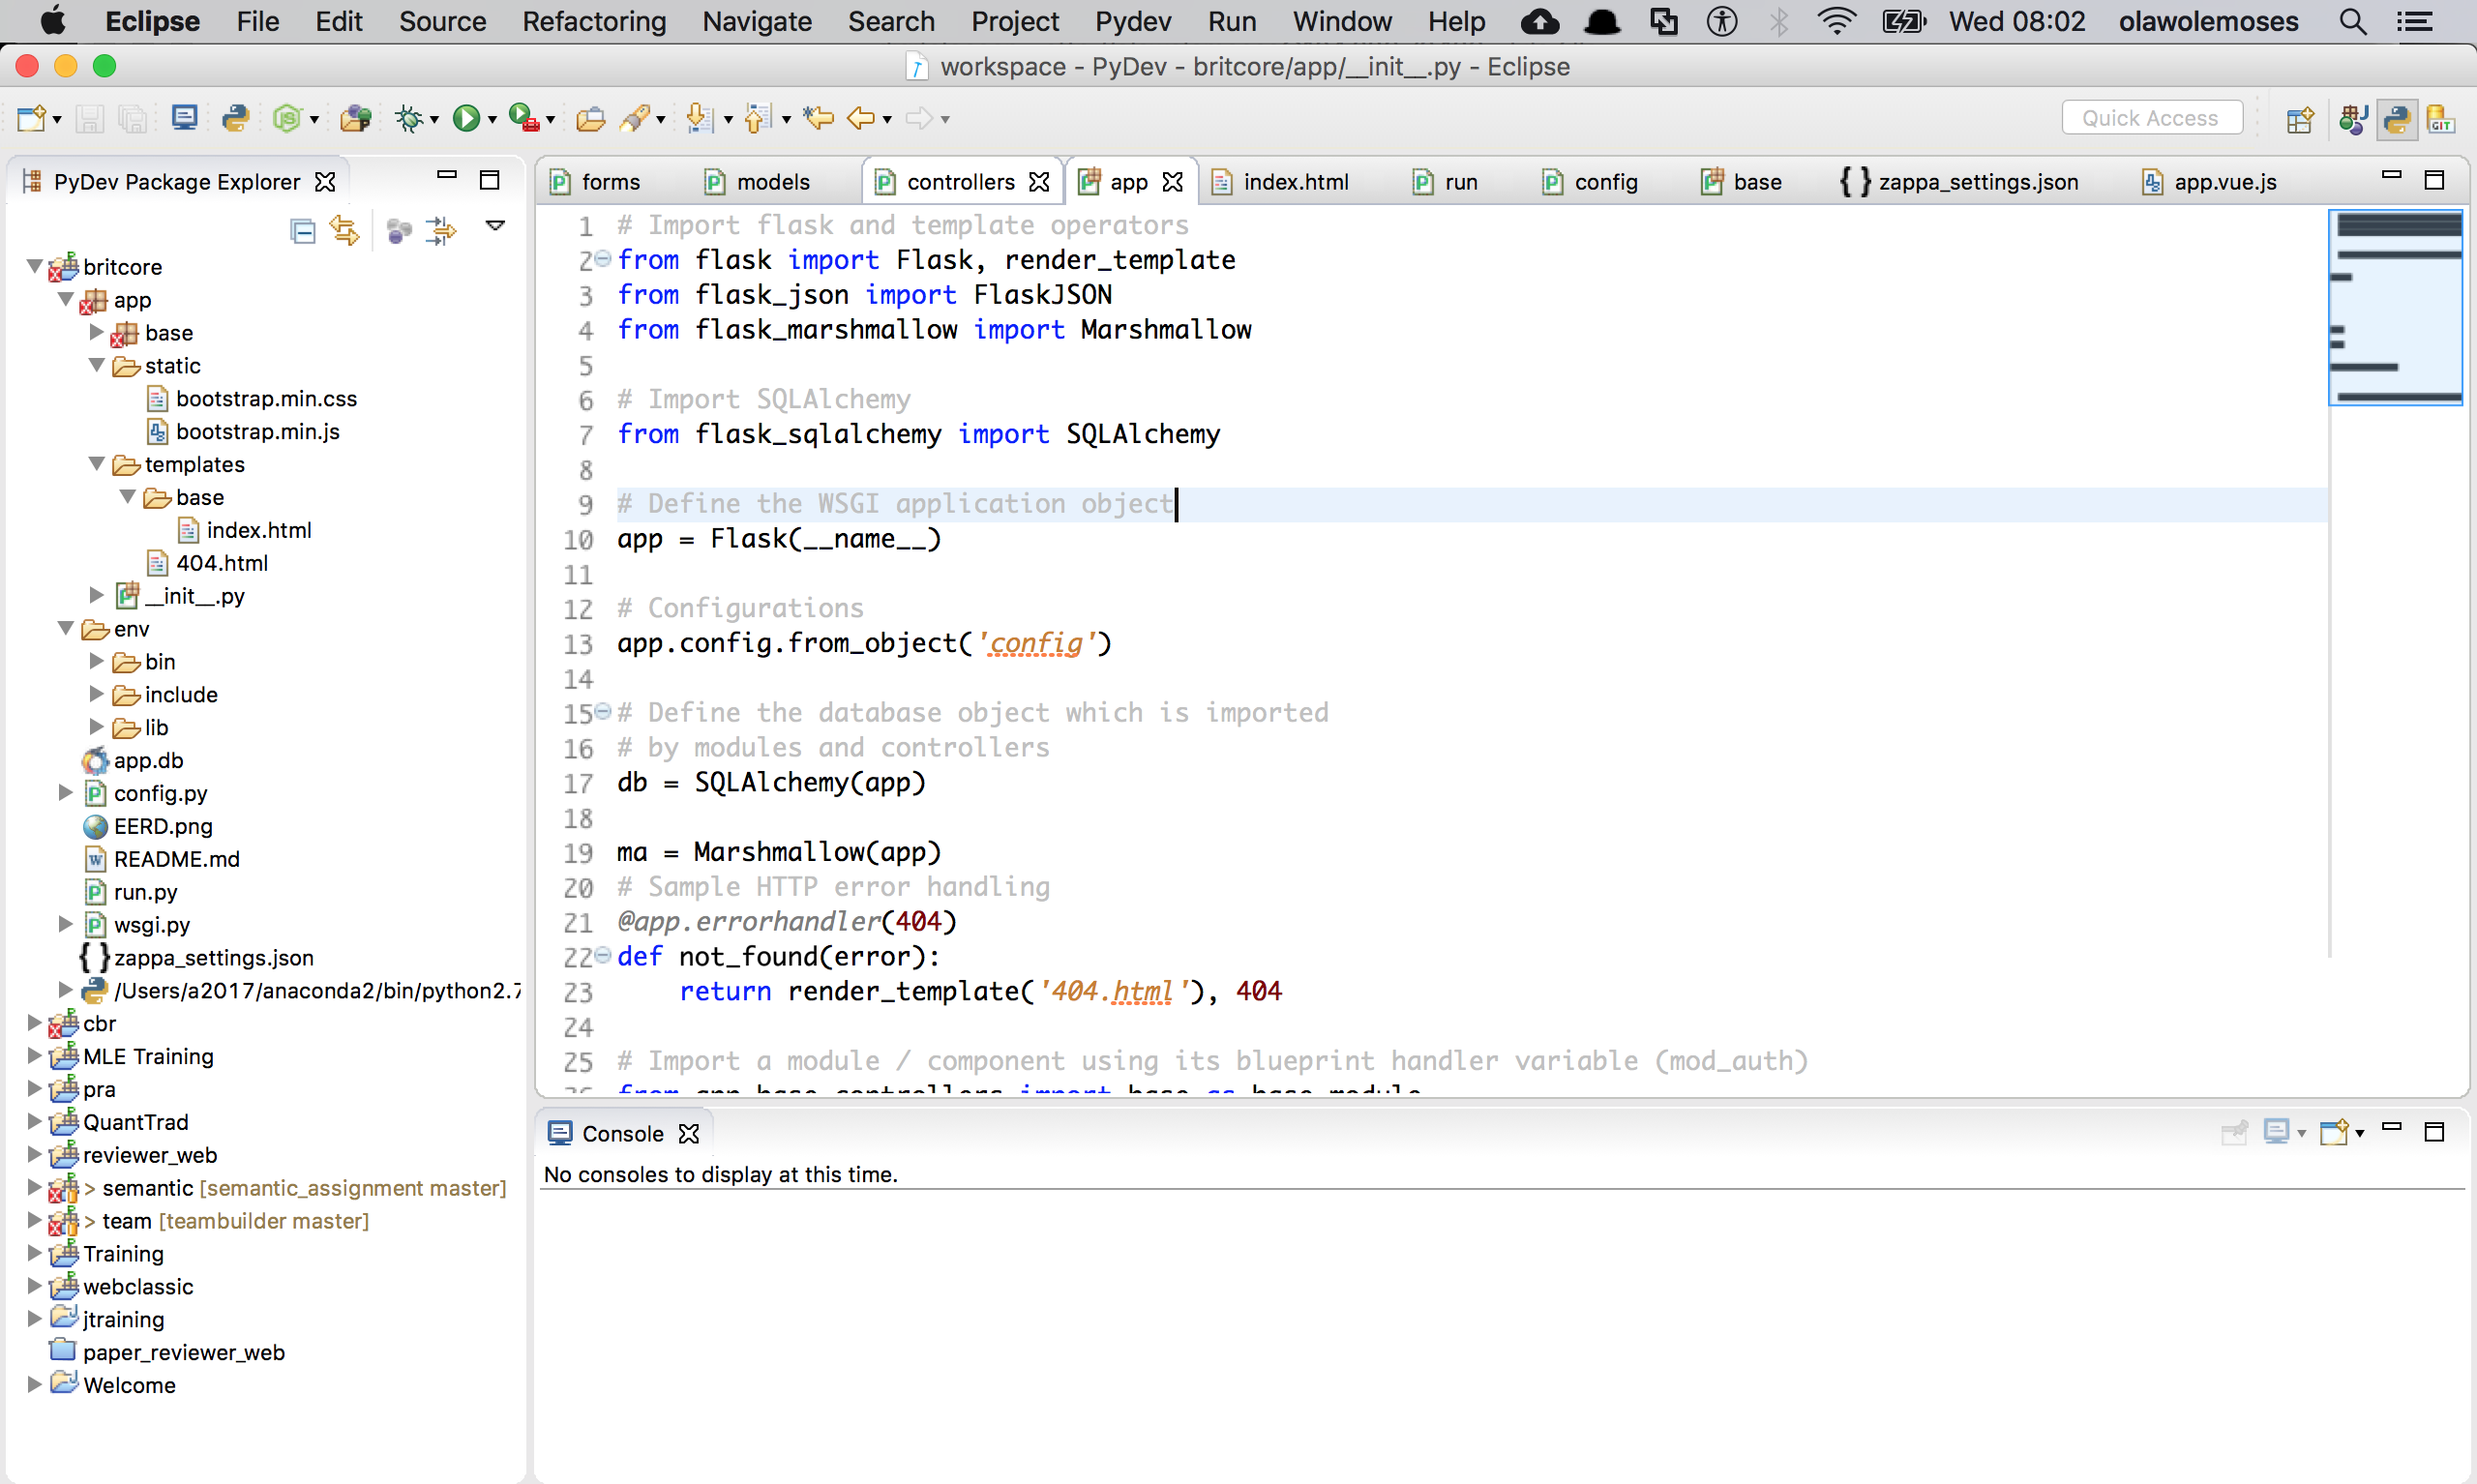 Eclipse File Edit Source Refactoring Navigate Search Project Pydev Run Window Help Wed 08:02 olawolemoses
workspace - PyDev - britcore/app/__init__.py - Eclipse
Quick Access
GIT
PyDev Package Explorer
britcore
app
base
static
bootstrap.min.css
bootstrap.min.js
templates
base
index.html
404.html
__init__.py
env
bin
include
lib
app.db
config.py
EERD.png
README.md
run.py
wsgi.py
zappa_settings.json
/Users/a2017/anaconda2/bin/python2.7
cbr
MLE Training
pra
QuantTrad
reviewer_web
> semantic [semantic_assignment master]
> team [teambuilder master]
Training
webclassic
jtraining
paper_reviewer_web
Welcome
forms models controllers app index.html run config base zappa_settings.json app.vue.js
1 # Import flask and template operators
2 from flask import Flask, render_template
3 from flask_json import FlaskJSON
4 from flask_marshmallow import Marshmallow
5
6 # Import SQLAlchemy
7 from flask_sqlalchemy import SQLAlchemy
8
9 # Define the WSGI application object
10 app = Flask(__name__)
11
12 # Configurations
13 app.config.from_object('config')
14
15 # Define the database object which is imported
16 # by modules and controllers
17 db = SQLAlchemy(app)
18
19 ma = Marshmallow(app)
20 # Sample HTTP error handling
21 @app.errorhandler(404)
22 def not_found(error):
23 return render_template('404.html'), 404
24
25 # Import a module / component using its blueprint handler variable (mod_auth)
26 from app.base.controllers import base as base_module
Console
No consoles to display at this time.